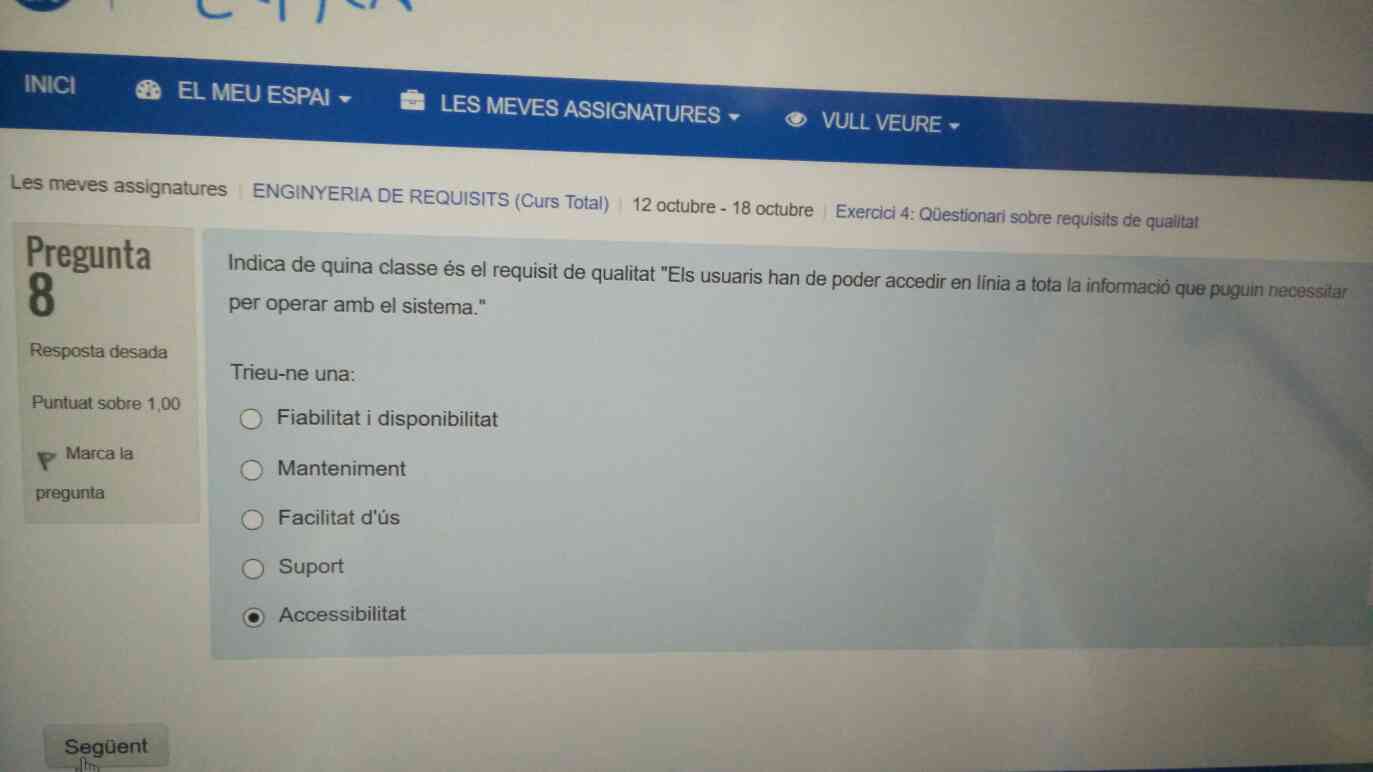 INICI EL MEU ESPAI LES MEVES ASSIGNATURES VULL VEURE
Les meves assignatures ENGINYERIA DE REQUISITS (Curs Total) 12 octubre - 18 octubre Exercici 4: Qüestionari sobre requisits de qualitat
Pregunta
8
Resposta desada
Puntuat sobre 1,00
Marca la
pregunta
Indica de quina classe és el requisit de qualitat "Els usuaris han de poder accedir en línia a tota la informació que puguin necessitar
per operar amb el sistema."
Trieu-ne una:
Fiabilitat i disponibilitat
Manteniment
Facilitat d'ús
Suport
Accessibilitat
Següent